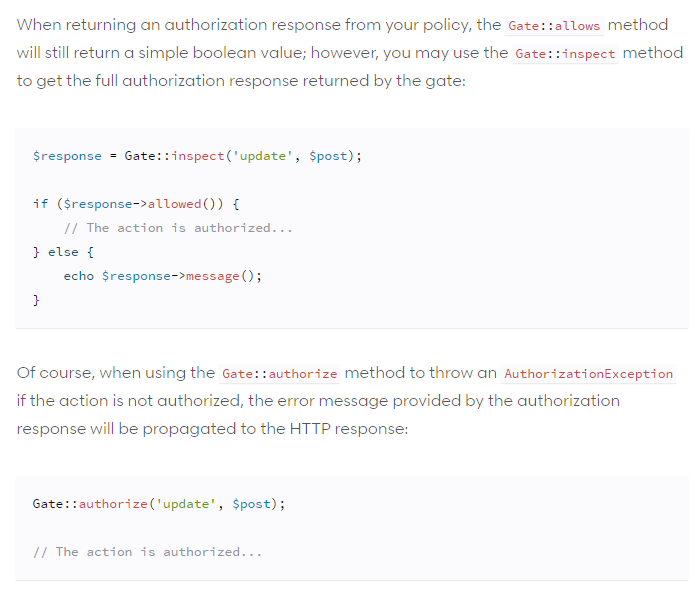 When returning an authorization response from your policy, the Gate::allows method
will still return a simple boolean value; however, you may use the Gate::inspect method
to get the full authorization response returned by the gate:
$response = Gate::inspect('update', $post);
if ($response->allowed()) {
    // The action is authorized...
} else {
    echo $response->message();
}
Of course, when using the Gate::authorize method to throw an AuthorizationException
if the action is not authorized, the error message provided by the authorization
response will be propagated to the HTTP response:
Gate::authorize('update', $post);
// The action is authorized...